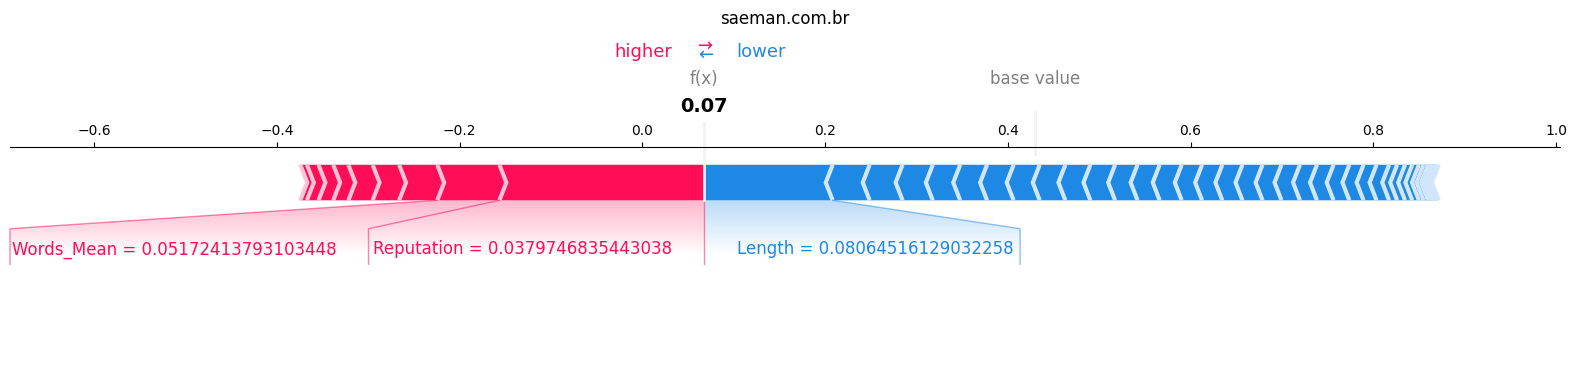 saeman.com.br
higher → ← lower
f(x) base value
0.07
−0.6 −0.4 −0.2 0.0 0.2 0.4 0.6 0.8 1.0
Words_Mean = 0.05172413793103448 Reputation = 0.0379746835443038 Length = 0.08064516129032258